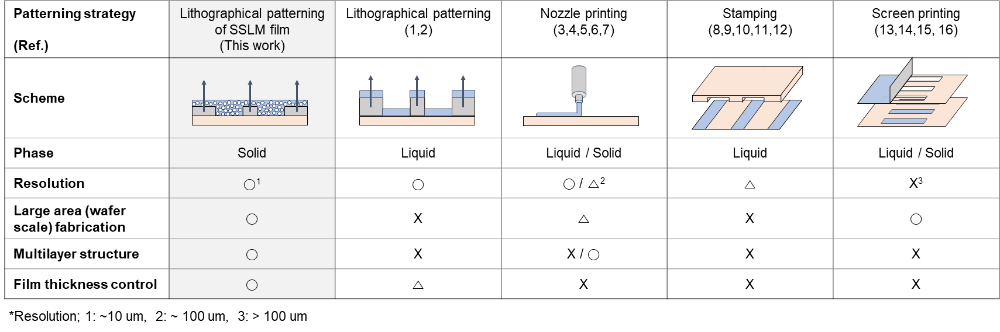 Patterning strategy
(Ref.)
Lithographical patterning
of SSLM film
(This work)
Lithographical patterning
(1,2)
Nozzle printing
(3,4,5,6,7)
Stamping
(8,9,10,11,12)
Screen printing
(13,14,15, 16)
Scheme
Phase
Solid
Liquid
Liquid / Solid
Liquid
Liquid / Solid
Resolution
○1
○
○ / △2
△
X3
Large area (wafer
scale) fabrication
○
X
△
X
○
Multilayer structure
○
X
X / ○
X
X
Film thickness control
○
△
X
X
X
*Resolution; 1: ~10 um, 2: ~ 100 um, 3: > 100 um